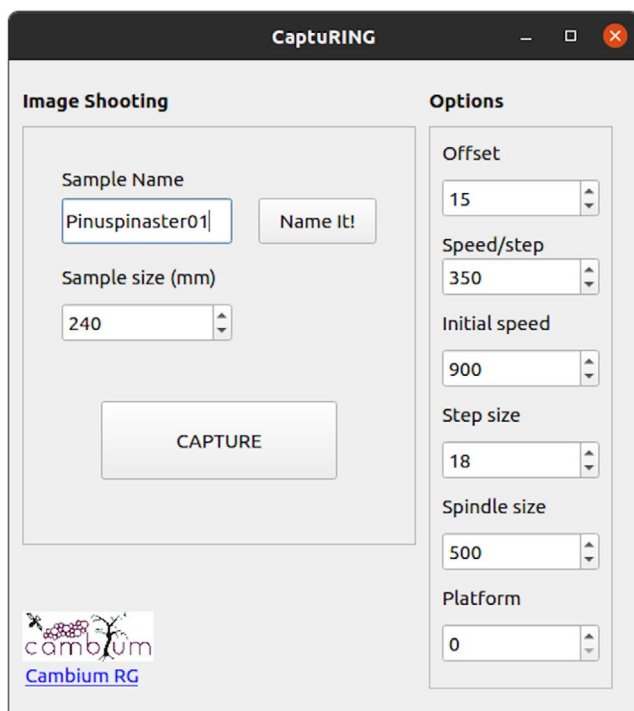 CaptuRING
Image Shooting
Sample Name
Pinuspinaster01
Name It!
Sample size (mm)
240
CAPTURE
cambium
Cambium RG
Options
Offset
15
Speed/step
350
Initial speed
900
Step size
18
Spindle size
500
Platform
0